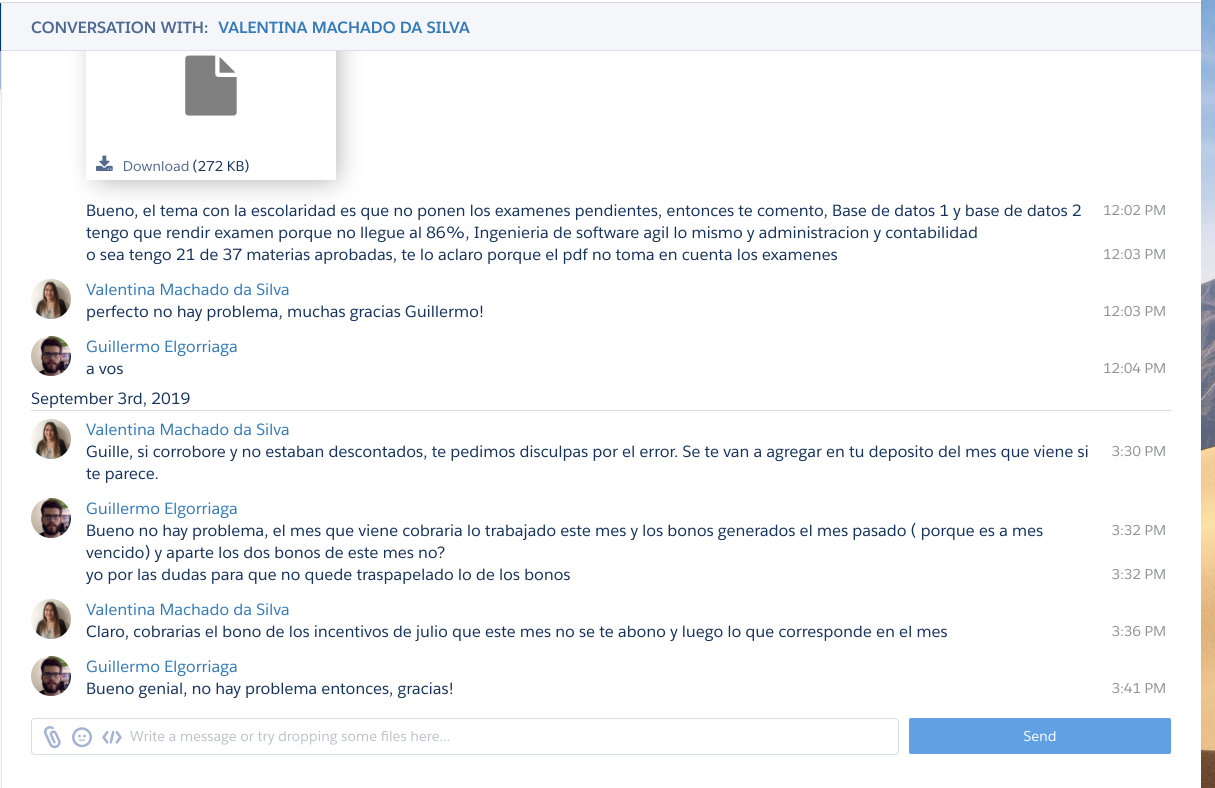 CONVERSATION WITH: VALENTINA MACHADO DA SILVA
Download (272 KB)
Bueno, el tema con la escolaridad es que no ponen los examenes pendientes, entonces te comento, Base de datos 1 y base de datos 2 12:02 PM
tengo que rendir examen porque no llegue al 86%, Ingenieria de software agil lo mismo y administracion y contabilidad
o sea tengo 21 de 37 materias aprobadas, te lo aclaro porque el pdf no toma en cuenta los examenes 12:03 PM
Valentina Machado da Silva
perfecto no hay problema, muchas gracias Guillermo! 12:03 PM
Guillermo Elgorriaga
a vos 12:04 PM
September 3rd, 2019
Valentina Machado da Silva
Guille, si corrobore y no estaban descontados, te pedimos disculpas por el error. Se te van a agregar en tu deposito del mes que viene si 3:30 PM
te parece.
Guillermo Elgorriaga
Bueno no hay problema, el mes que viene cobraria lo trabajado este mes y los bonos generados el mes pasado ( porque es a mes 3:32 PM
vencido) y aparte los dos bonos de este mes no?
yo por las dudas para que no quede traspapelado lo de los bonos 3:32 PM
Valentina Machado da Silva
Claro, cobrarias el bono de los incentivos de julio que este mes no se te abono y luego lo que corresponde en el mes 3:36 PM
Guillermo Elgorriaga
Bueno genial, no hay problema entonces, gracias! 3:41 PM
Write a message or try dropping some files here... Send